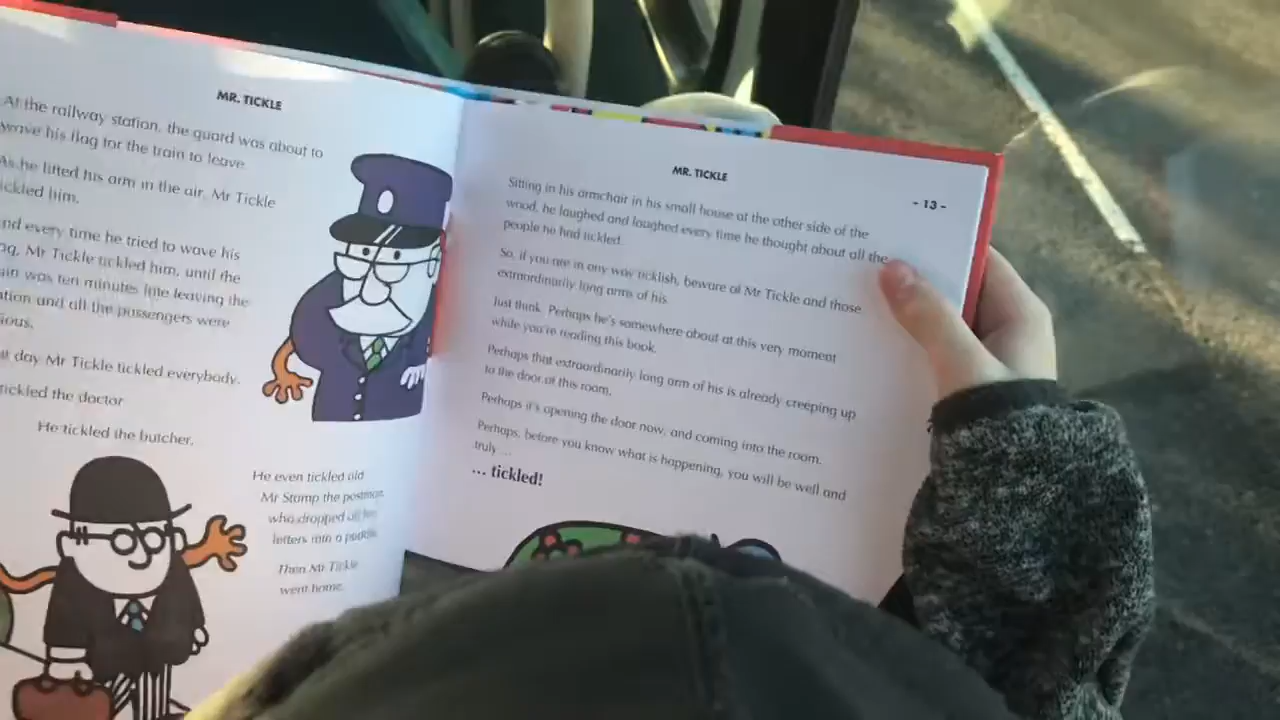 MR. TICKLE
At the railway station, the guard was about to
wave his flag for the train to leave.
As he lifted his arm in the air, Mr Tickle
tickled him.
nd every time he tried to wave his
ag, Mr Tickle tickled him, until the
ain was ten minutes late leaving the
tion and all the passengers were
ious.
t day Mr Tickle tickled everybody.
tickled the doctor
He tickled the butcher.
He even tickled old
Mr Stamp the postman,
who dropped all his
letters into a puddle.
Then Mr Tickle
went home.
MR. TICKLE
- 13 -
Sitting in his armchair in his small house at the other side of the
wood, he laughed and laughed every time he thought about all the
people he had tickled.
So, if you are in any way ticklish, beware of Mr Tickle and those
extraordinarily long arms of his.
Just think. Perhaps he's somewhere about at this very moment
while you're reading this book.
Perhaps that extraordinarily long arm of his is already creeping up
to the door of this room.
Perhaps it's opening the door now, and coming into the room.
Perhaps, before you know what is happening, you will be well and
truly ...
... tickled!